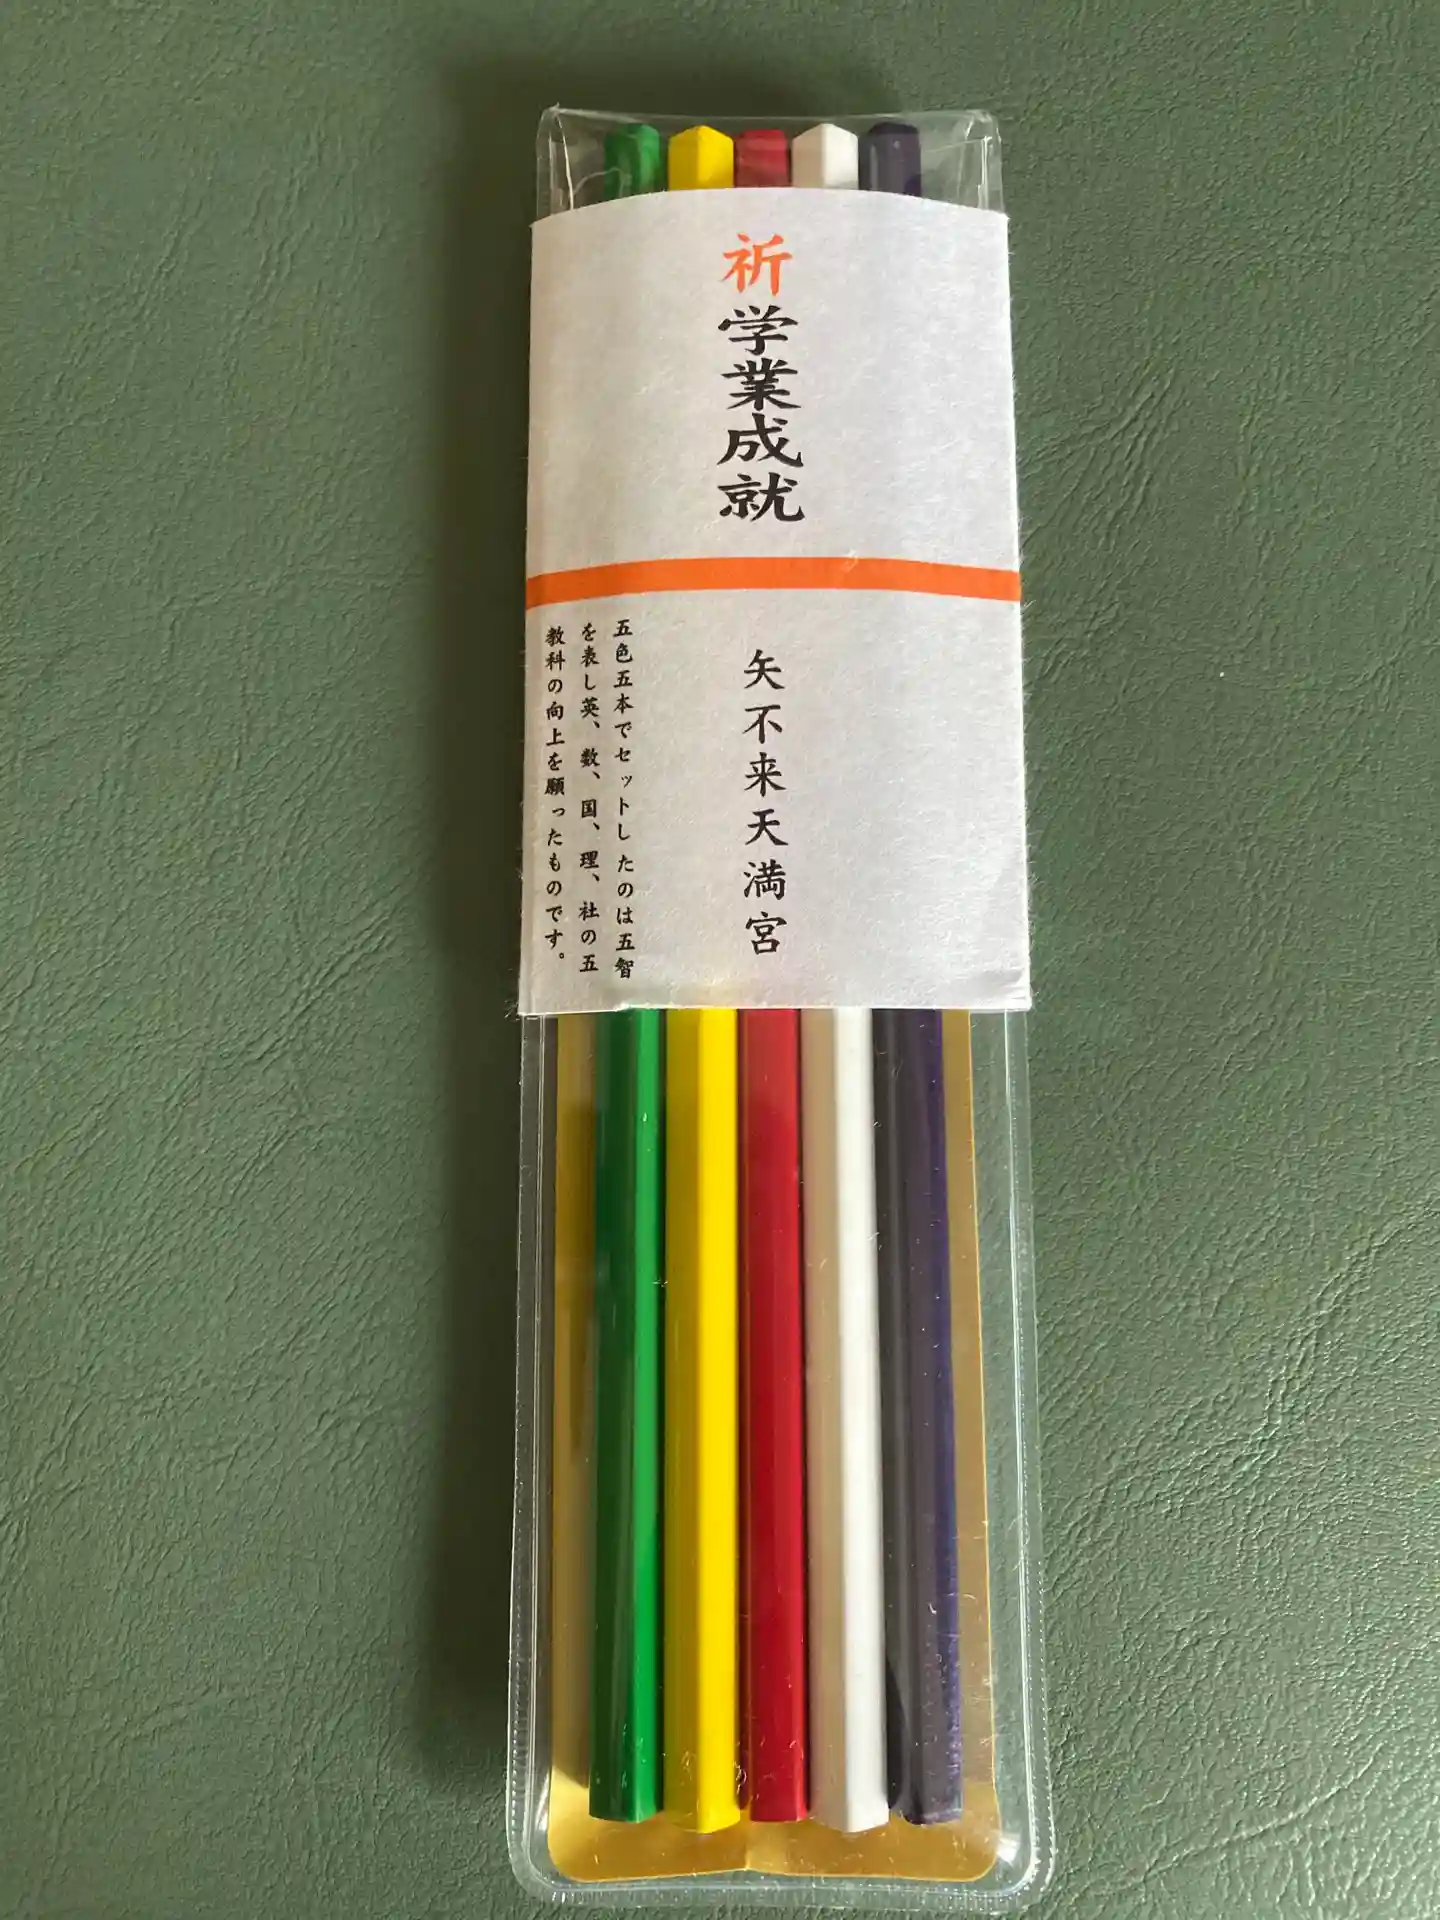 祈学業成就
矢不来天満宮
五色五本でセットしたのは五智
を表し英、数、国、理、社の五
教科の向上を願ったものです。